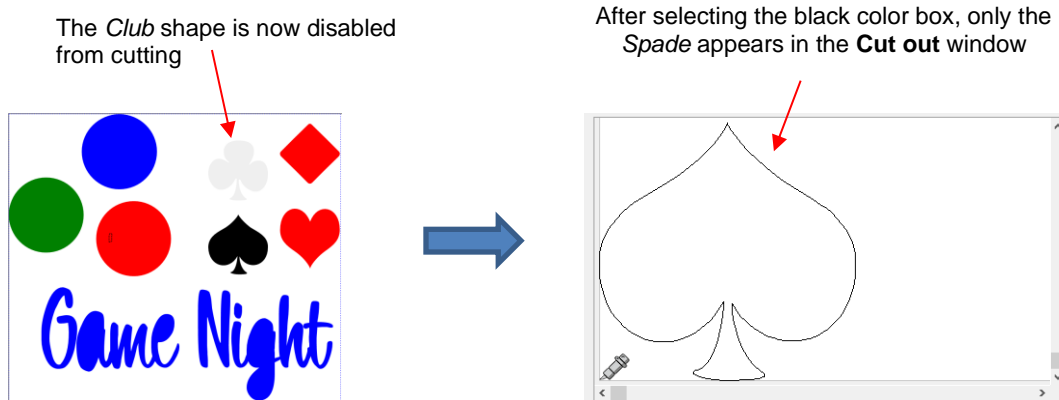 The Club shape is now disabled
from cutting
After selecting the black color box, only the
Spade appears in the Cut out window
Game Night